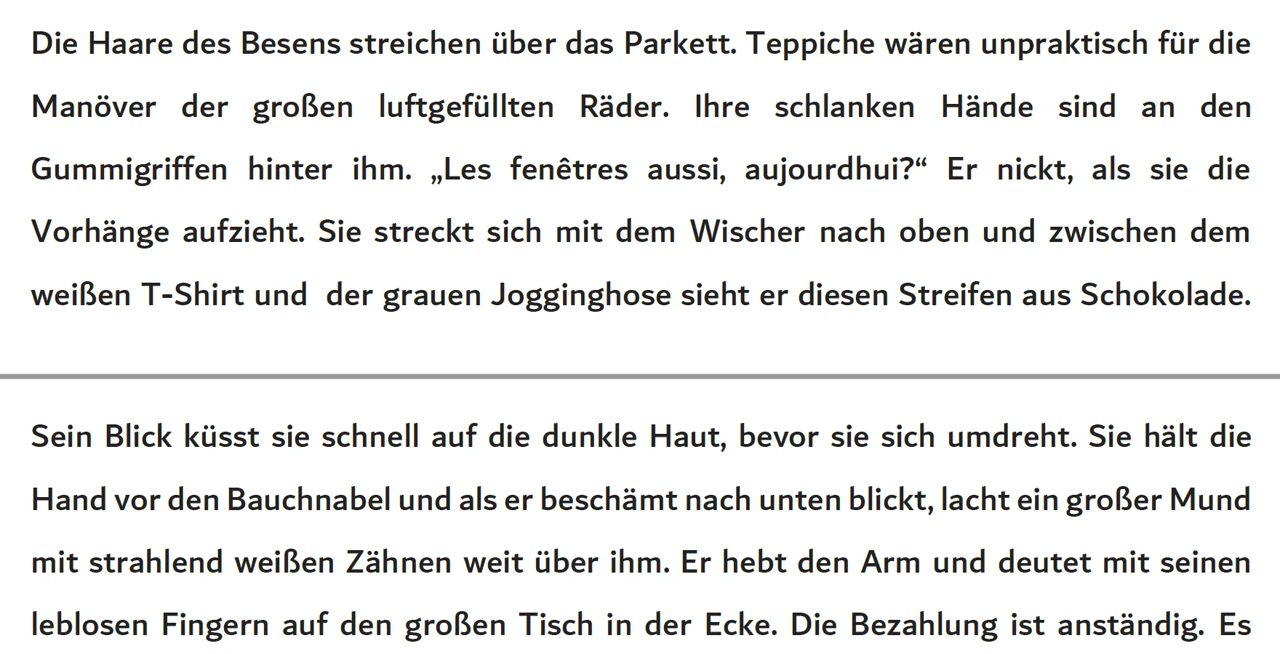 Die Haare des Besens streichen über das Parkett. Teppiche wären unpraktisch für die
Manöver der großen luftgefüllten Räder. Ihre schlanken Hände sind an den
Gummigriffen hinter ihm. „Les fenêtres aussi, aujourdhui?“ Er nickt, als sie die
Vorhänge aufzieht. Sie streckt sich mit dem Wischer nach oben und zwischen dem
weißen T-Shirt und  der grauen Jogginghose sieht er diesen Streifen aus Schokolade.
Sein Blick küsst sie schnell auf die dunkle Haut, bevor sie sich umdreht. Sie hält die
Hand vor den Bauchnabel und als er beschämt nach unten blickt, lacht ein großer Mund
mit strahlend weißen Zähnen weit über ihm. Er hebt den Arm und deutet mit seinen
leblosen Fingern auf den großen Tisch in der Ecke. Die Bezahlung ist anständig. Es